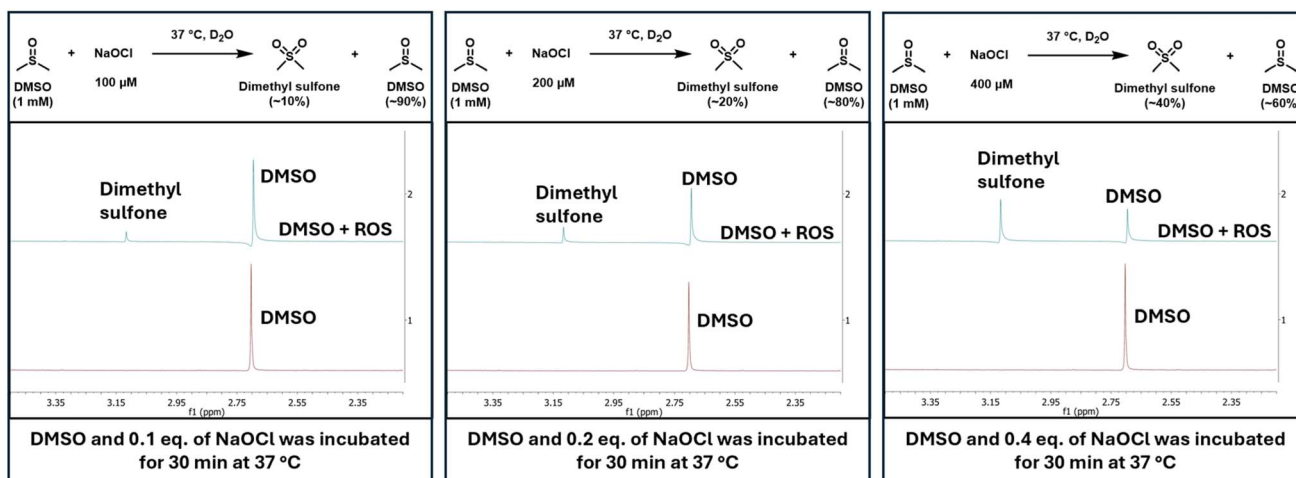 O
S
DMSO
(1 mM)
+
NaOCl
100 μM
37 °C, D₂O
O O
S
Dimethyl sulfone
(~10%)
+
O
S
DMSO
(~90%)
Dimethyl
sulfone
DMSO
DMSO + ROS
DMSO
2
1
3.35 3.15 2.95 2.75 2.55 2.35
f1 (ppm)
DMSO and 0.1 eq. of NaOCl was incubated
for 30 min at 37 °C
O
S
DMSO
(1 mM)
+
NaOCl
200 μM
37 °C, D₂O
O O
S
Dimethyl sulfone
(~20%)
+
O
S
DMSO
(~80%)
Dimethyl
sulfone
DMSO
DMSO + ROS
DMSO
2
1
3.35 3.15 2.95 2.75 2.55 2.35
f1 (ppm)
DMSO and 0.2 eq. of NaOCl was incubated
for 30 min at 37 °C
O
S
DMSO
(1 mM)
+
NaOCl
400 μM
37 °C, D₂O
O O
S
Dimethyl sulfone
(~40%)
+
O
S
DMSO
(~60%)
Dimethyl
sulfone
DMSO
DMSO + ROS
DMSO
2
1
3.35 3.15 2.95 2.75 2.55 2.35
f1 (ppm)
DMSO and 0.4 eq. of NaOCl was incubated
for 30 min at 37 °C